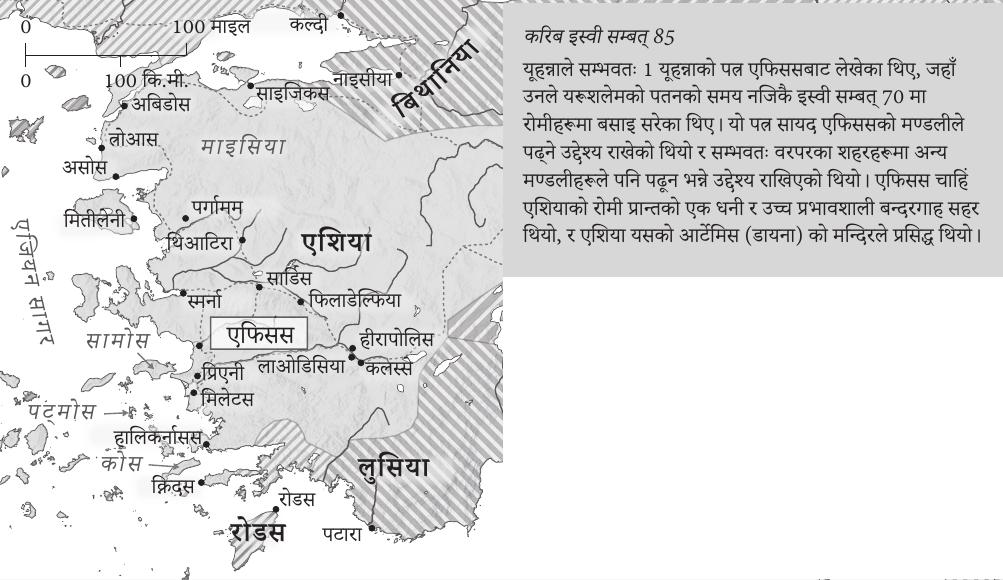 0
100 माइल
0
100 कि.मी.
कल्दी
नाइसीया
बिथानिया
साइजिकस
अबिडोस
त्रोआस
माइसिया
असोस
मितीलेनी
पर्गामम
थिआटिरा
एशिया
एजियन सागर
सार्डिस
स्मर्ना
फिलाडेल्फिया
एफिसस
सामोस
हीरापोलिस
लाओडिसिया
कलस्से
प्रिएनी
मिलेटस
पट्मोस
हालिकर्नासस
कोस
क्निदस
लुसिया
रोडस
रोडस
पटारा
करिब इस्वी सम्बत् 85
यूहन्नाले सम्भवतः 1 यूहन्नाको पत्र एफिससबाट लेखेका थिए, जहाँ
उनले यरूशलेमको पतनको समय नजिकै इस्वी सम्बत् 70 मा
रोमीहरूमा बसाइ सरेका थिए। यो पत्र सायद एफिससको मण्डलीले
पढ्ने उद्देश्य राखेको थियो र सम्भवतः वरपरका शहरहरूमा अन्य
मण्डलीहरूले पनि पढून भन्ने उद्देश्य राखिएको थियो। एफिसस चाहिं
एशियाको रोमी प्रान्तको एक धनी र उच्च प्रभावशाली बन्दरगाह सहर
थियो, र एशिया यसको आर्टेमिस (डायना) को मन्दिरले प्रसिद्ध थियो।